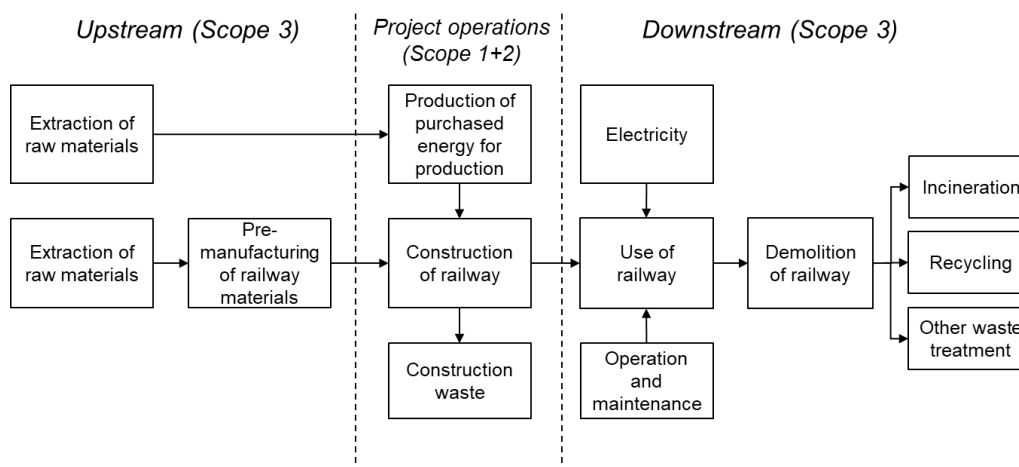 Upstream (Scope 3)
Project operations
(Scope 1+2)
Downstream (Scope 3)
Extraction of
raw materials
Production of
purchased
energy for
production
Electricity
Extraction of
raw materials
Pre-
manufacturing
of railway
materials
Construction
of railway
Use of
railway
Demolition
of railway
Incineration
Recycling
Other waste
treatment
Construction
waste
Operation
and
maintenance